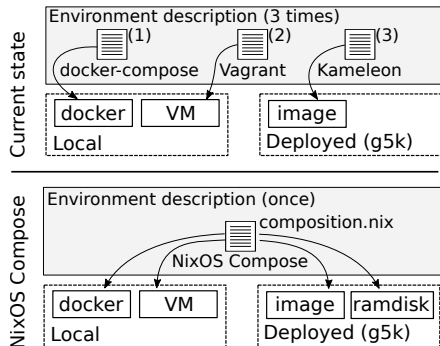 Current state
Environment description (3 times)
(1) (2) (3)
docker-compose Vagrant Kameleon
docker VM image
Local Deployed (g5k)
NixOS Compose
Environment description (once)
composition.nix
NixOS Compose
docker VM image ramdisk
Local Deployed (g5k)